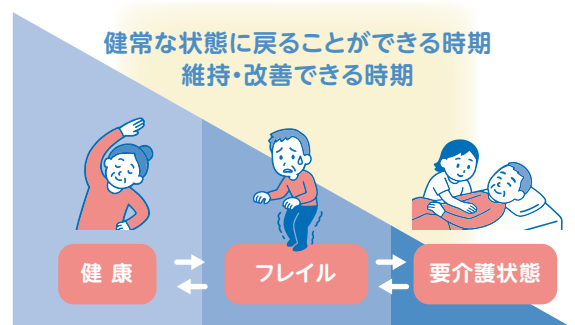 健常な状態に戻ることができる時期
維持・改善できる時期
健康
フレイル
要介護状態